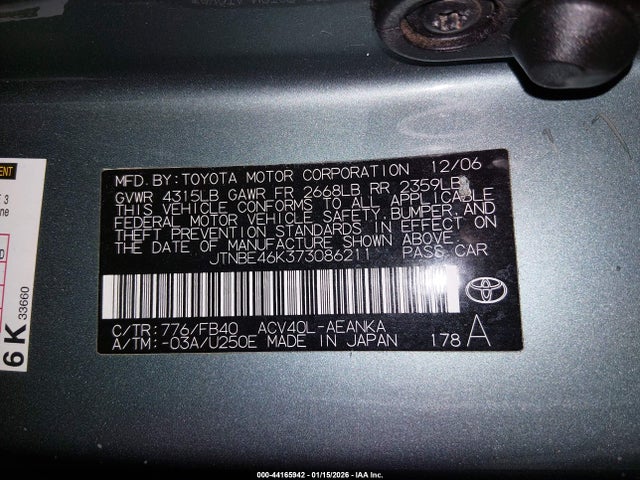 MFD.BY:TOYOTA MOTOR CORPORATION 12/06
GVWR 4315LB GAWR FR 2668LB RR 2359LB
THIS VEHICLE CONFORMS TO ALL APPLICABLE
FEDERAL MOTOR VEHICLE SAFETY, BUMPER, AND
THEFT PREVENTION STANDARDS IN EFFECT ON
THE DATE OF MANUFACTURE SHOWN ABOVE.
JTNBE46K373086211 PASS.CAR
C/TR:776/FB40 ACV40L-AEANKA
A/TM:-03A/U250E MADE IN JAPAN 178 A
6 K 33660
000-44165942 - 01/15/2026 - IAA Inc.